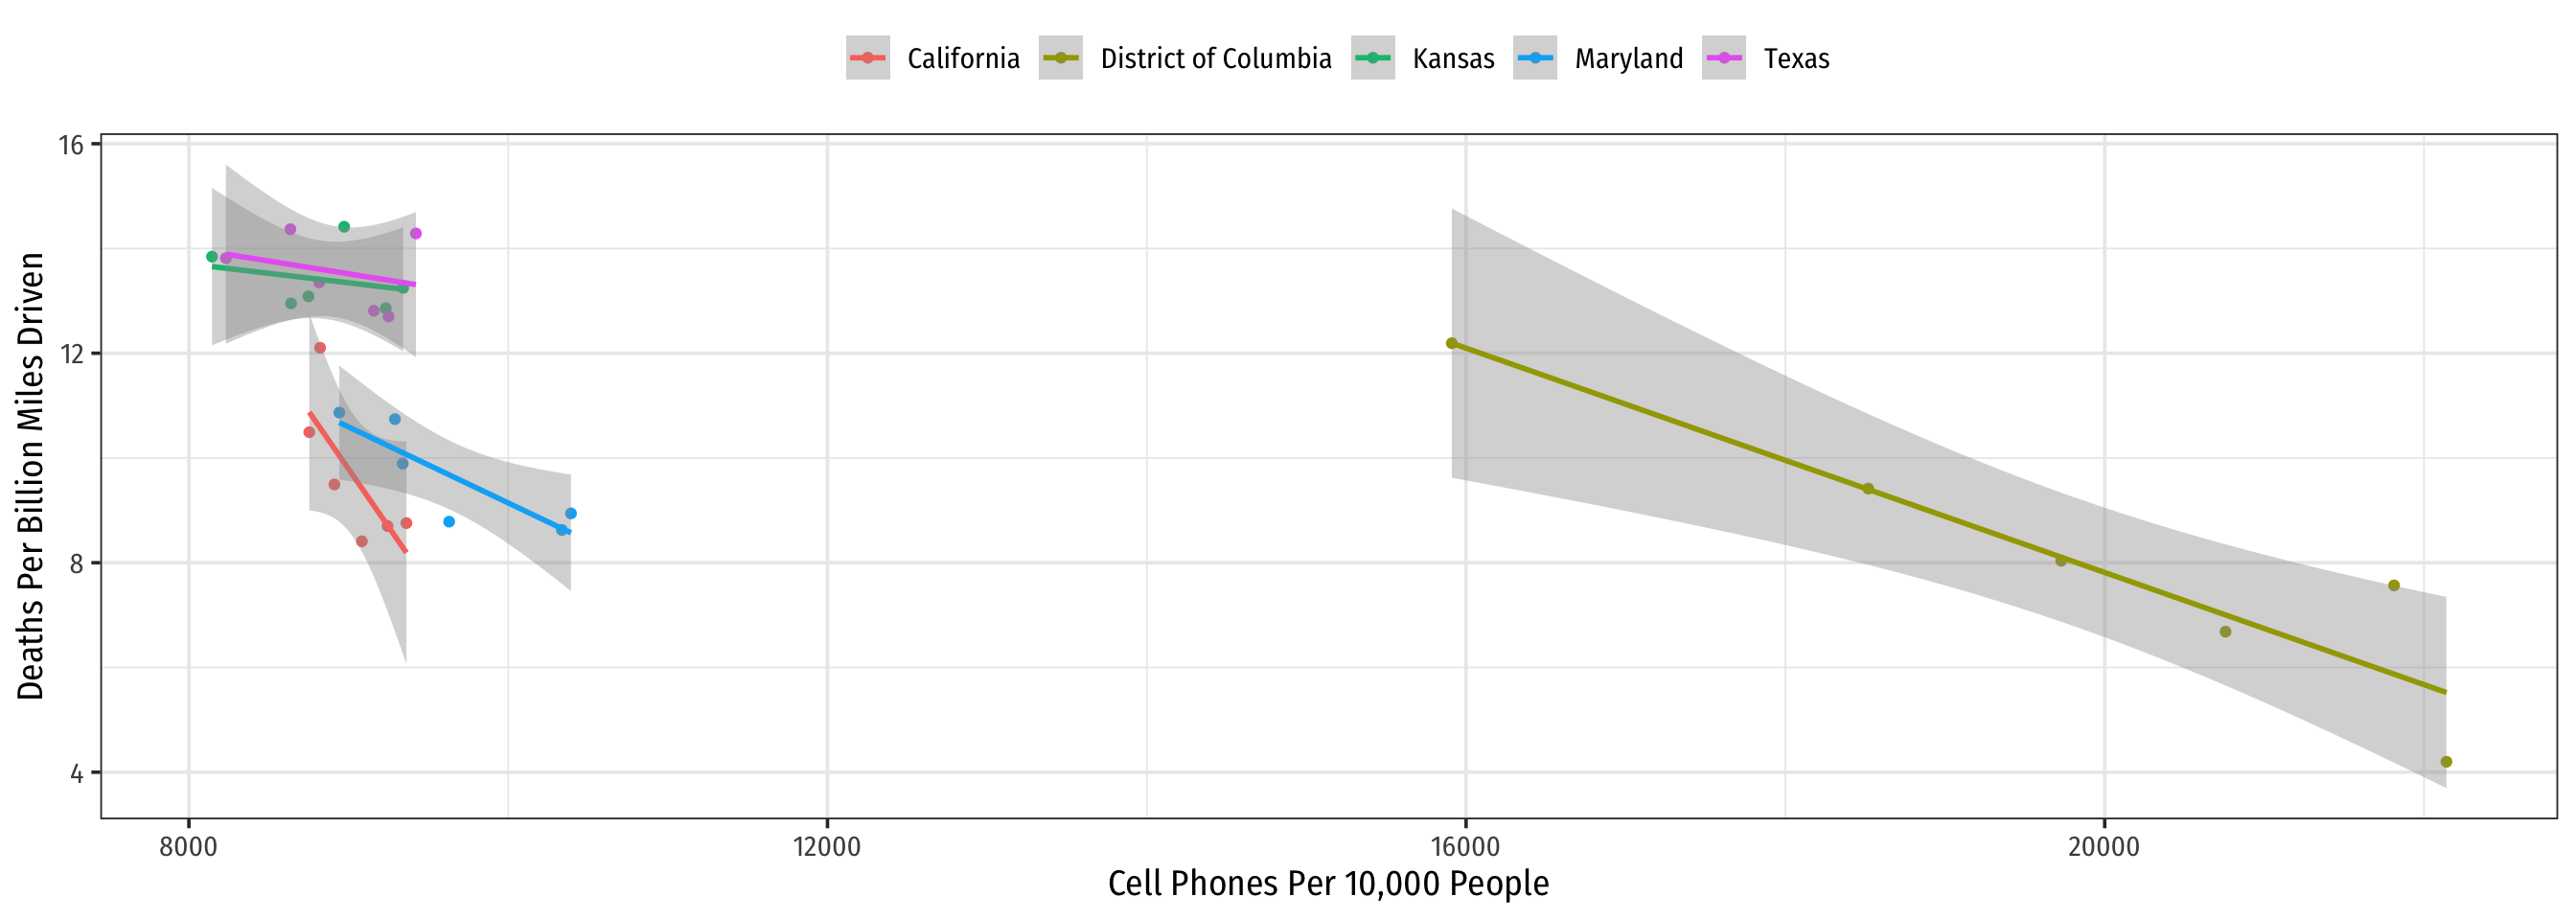 California District of Columbia Kansas Maryland Texas
16
12
8
4
Deaths Per Billion Miles Driven
8000 12000 16000 20000
Cell Phones Per 10,000 People